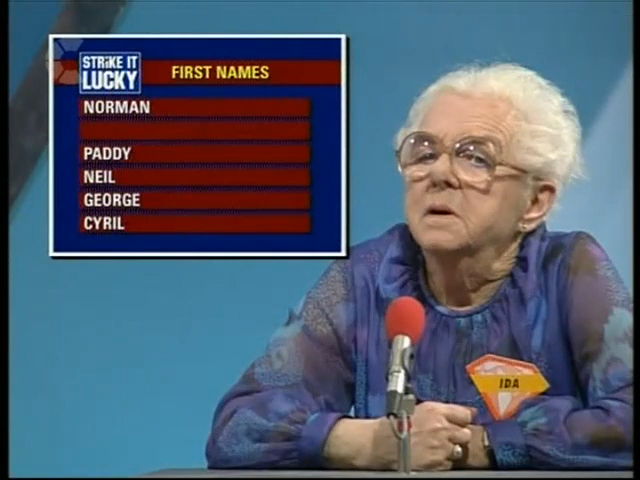 STRiKE IT
LUCKY
FIRST NAMES
NORMAN
PADDY
NEIL
GEORGE
CYRIL
IDA